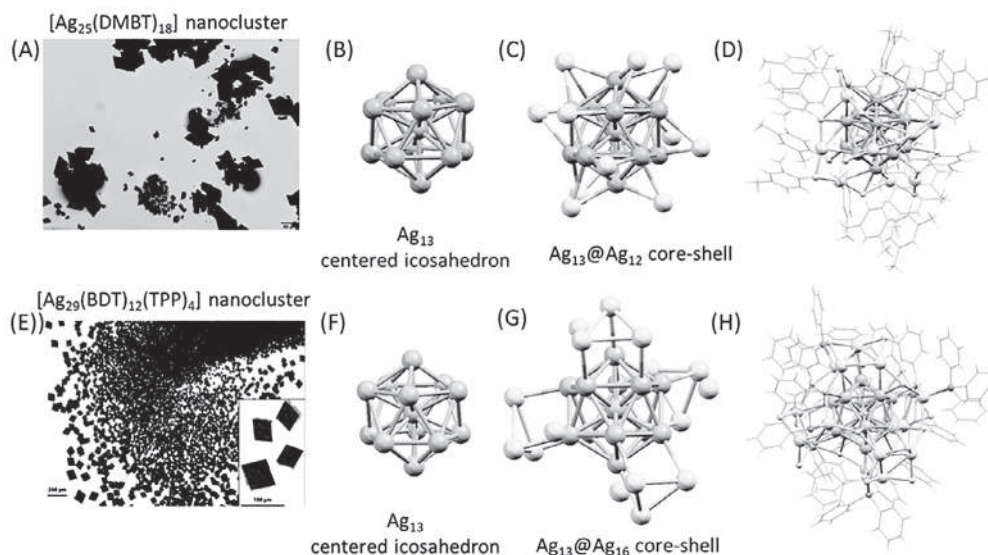 [Ag25(DMBT)18] nanocluster
(A)
(B)
(C)
(D)
Ag13
centered icosahedron
Ag13@Ag12 core-shell
[Ag29(BDT)12(TPP)4] nanocluster
(E))
(F)
(G)
(H)
Ag13
centered icosahedron
Ag13@Ag16 core-shell